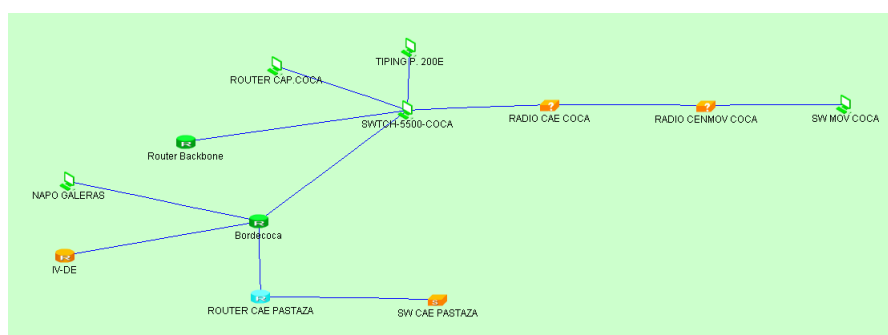 TIPING P. 200E
ROUTER CAP.COCA
SWTCH-5500-COCA
RADIO CAE COCA
RADIO CENMOV COCA
SW MOV COCA
Router Backbone
NAPO GALERAS
Bordecoca
IV-DE
ROUTER CAE PASTAZA
SW CAE PASTAZA